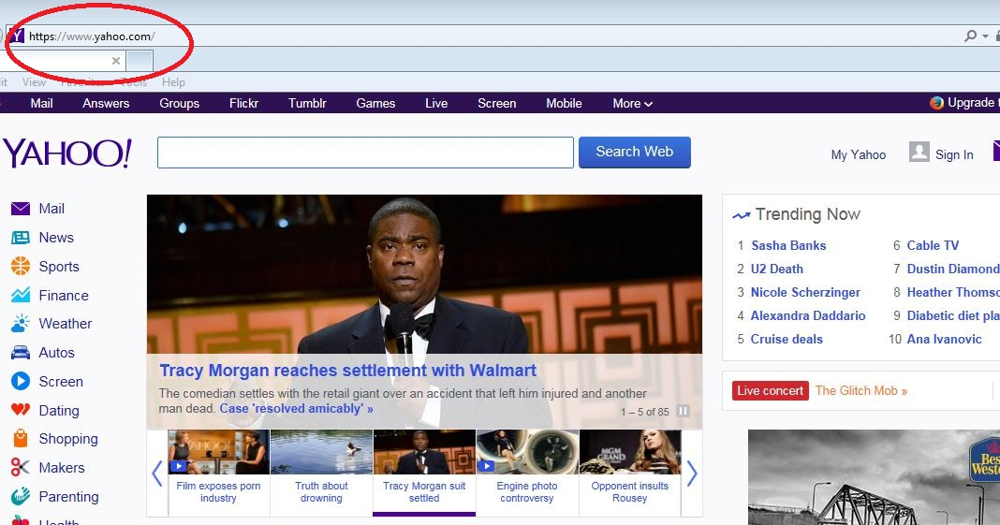 https://www.yahoo.com/
View Favorites Tools Help
Mail Answers Groups Flickr Tumblr Games Live Screen Mobile More
Upgrade
YAHOO!
Search Web
My Yahoo
Sign In
Mail
News
Sports
Finance
Weather
Autos
Screen
Dating
Shopping
Makers
Parenting
Health
Tracy Morgan reaches settlement with Walmart
The comedian settles with the retail giant over an accident that left him injured and another
man dead. Case 'resolved amicably' »
1 – 5 of 85
YAHOO!
Film exposes porn
industry
Truth about
drowning
Tracy Morgan suit
settled
Engine photo
controversy
MGM
GRAND
Opponent insults
Rousey
Trending Now
1 Sasha Banks
2 U2 Death
3 Nicole Scherzinger
4 Alexandra Daddario
5 Cruise deals
6 Cable TV
7 Dustin Diamond
8 Heather Thomso
9 Diabetic diet pla
10 Ana Ivanovic
Live concert The Glitch Mob »
Bes
Weste